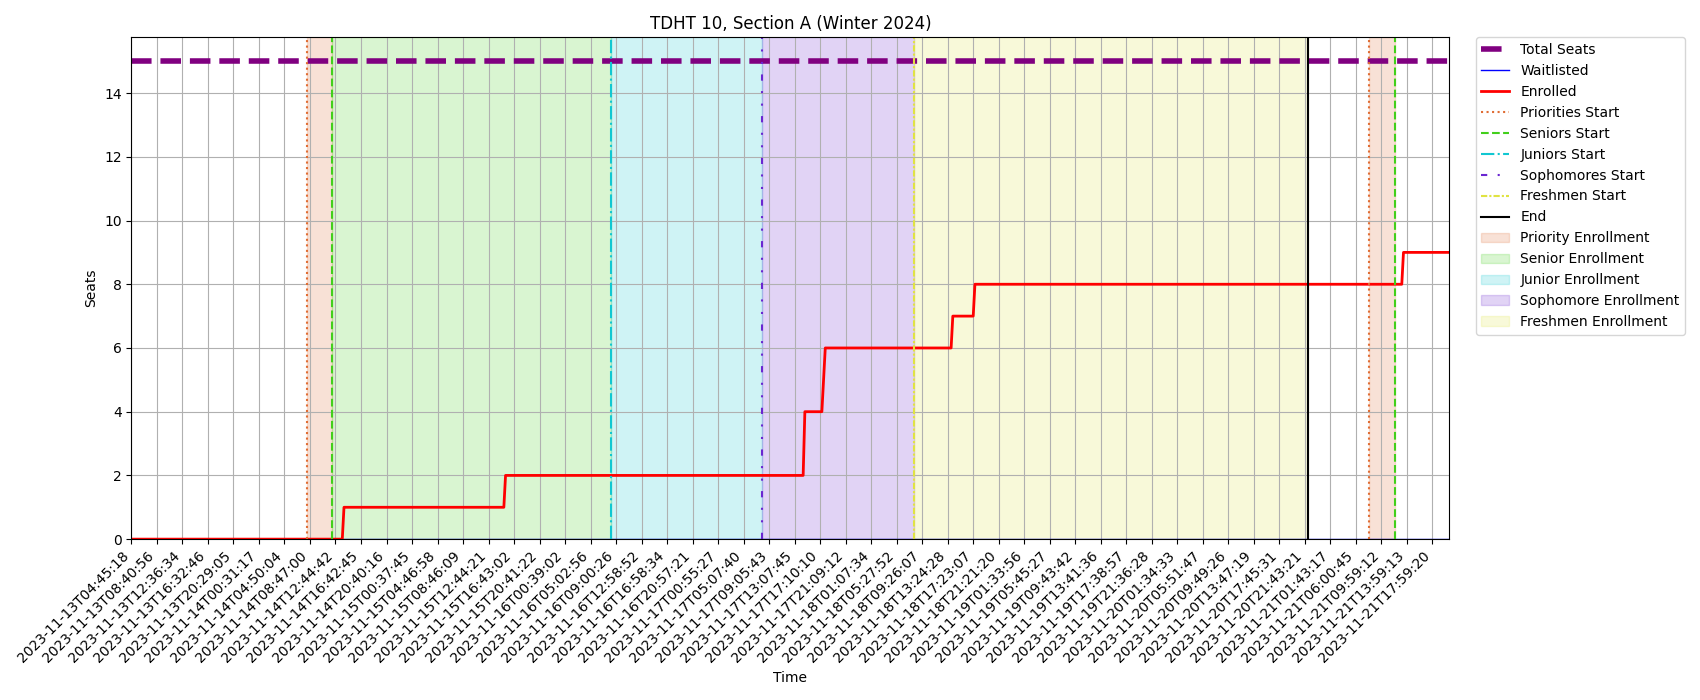 TDHT 10, Section A (Winter 2024)
Seats
14
12
10
8
6
4
2
0
2023-11-13T04:45:18
2023-11-13T08:40:56
2023-11-13T12:36:34
2023-11-13T16:32:46
2023-11-13T20:29:05
2023-11-14T00:31:17
2023-11-14T04:50:04
2023-11-14T08:47:00
2023-11-14T12:44:42
2023-11-14T16:42:45
2023-11-14T20:40:16
2023-11-15T00:37:45
2023-11-15T04:46:58
2023-11-15T08:46:09
2023-11-15T12:44:21
2023-11-15T16:43:02
2023-11-15T20:41:22
2023-11-16T00:39:02
2023-11-16T05:02:56
2023-11-16T09:00:26
2023-11-16T12:58:52
2023-11-16T16:58:34
2023-11-16T20:57:21
2023-11-17T00:55:27
2023-11-17T05:07:40
2023-11-17T09:05:43
2023-11-17T13:07:45
2023-11-17T17:10:10
2023-11-17T21:09:12
2023-11-18T01:07:34
2023-11-18T05:27:52
2023-11-18T09:26:07
2023-11-18T13:24:28
2023-11-18T17:23:07
2023-11-18T21:21:20
2023-11-19T01:33:56
2023-11-19T05:45:27
2023-11-19T09:43:42
2023-11-19T13:41:36
2023-11-19T17:38:57
2023-11-19T21:36:28
2023-11-20T01:34:33
2023-11-20T05:51:47
2023-11-20T09:49:26
2023-11-20T13:47:19
2023-11-20T17:45:31
2023-11-20T21:43:21
2023-11-21T01:43:17
2023-11-21T06:00:45
2023-11-21T09:59:12
2023-11-21T13:59:13
2023-11-21T17:59:20
Time
Total Seats
Waitlisted
Enrolled
Priorities Start
Seniors Start
Juniors Start
Sophomores Start
Freshmen Start
End
Priority Enrollment
Senior Enrollment
Junior Enrollment
Sophomore Enrollment
Freshmen Enrollment